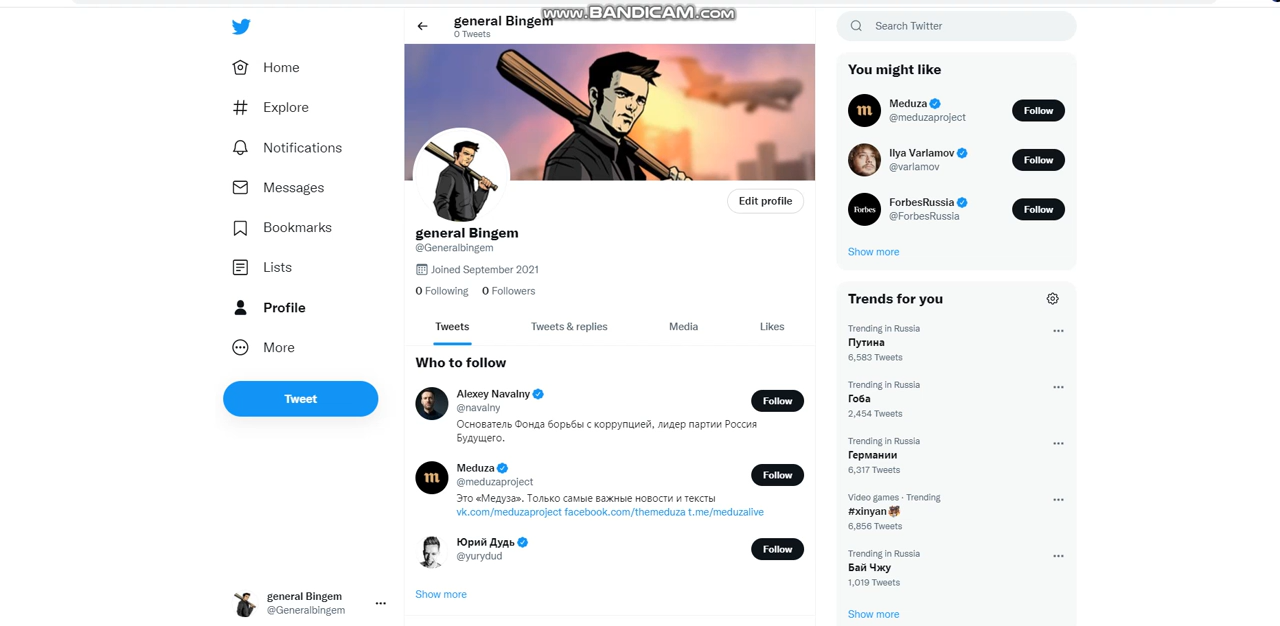 www.BANDICAM.com
general Bingem
0 Tweets
Home
Explore
Notifications
Messages
Bookmarks
Lists
Profile
More
Tweet
general Bingem
@Generalbingem
Edit profile
general Bingem
@Generalbingem
Joined September 2021
0 Following 0 Followers
Tweets Tweets & replies Media Likes
Who to follow
Alexey Navalny
@navalny
Follow
Основатель Фонда борьбы с коррупцией, лидер партии Россия
Будущего.
Meduza
@meduzaproject
Follow
Это «Медуза». Только самые важные новости и тексты
vk.com/meduzaproject facebook.com/themeduza t.me/meduzalive
Юрий Дудь
@yurydud
Follow
Show more
Search Twitter
You might like
m
Meduza
@meduzaproject
Follow
Ilya Varlamov
@varlamov
Follow
Forbes
ForbesRussia
@ForbesRussia
Follow
Show more
Trends for you
Trending in Russia
Путина
6,583 Tweets
Trending in Russia
Гоба
2,454 Tweets
Trending in Russia
Германии
6,317 Tweets
Video games · Trending
#xinyan
6,856 Tweets
Trending in Russia
Бай Чжу
1,019 Tweets
Show more